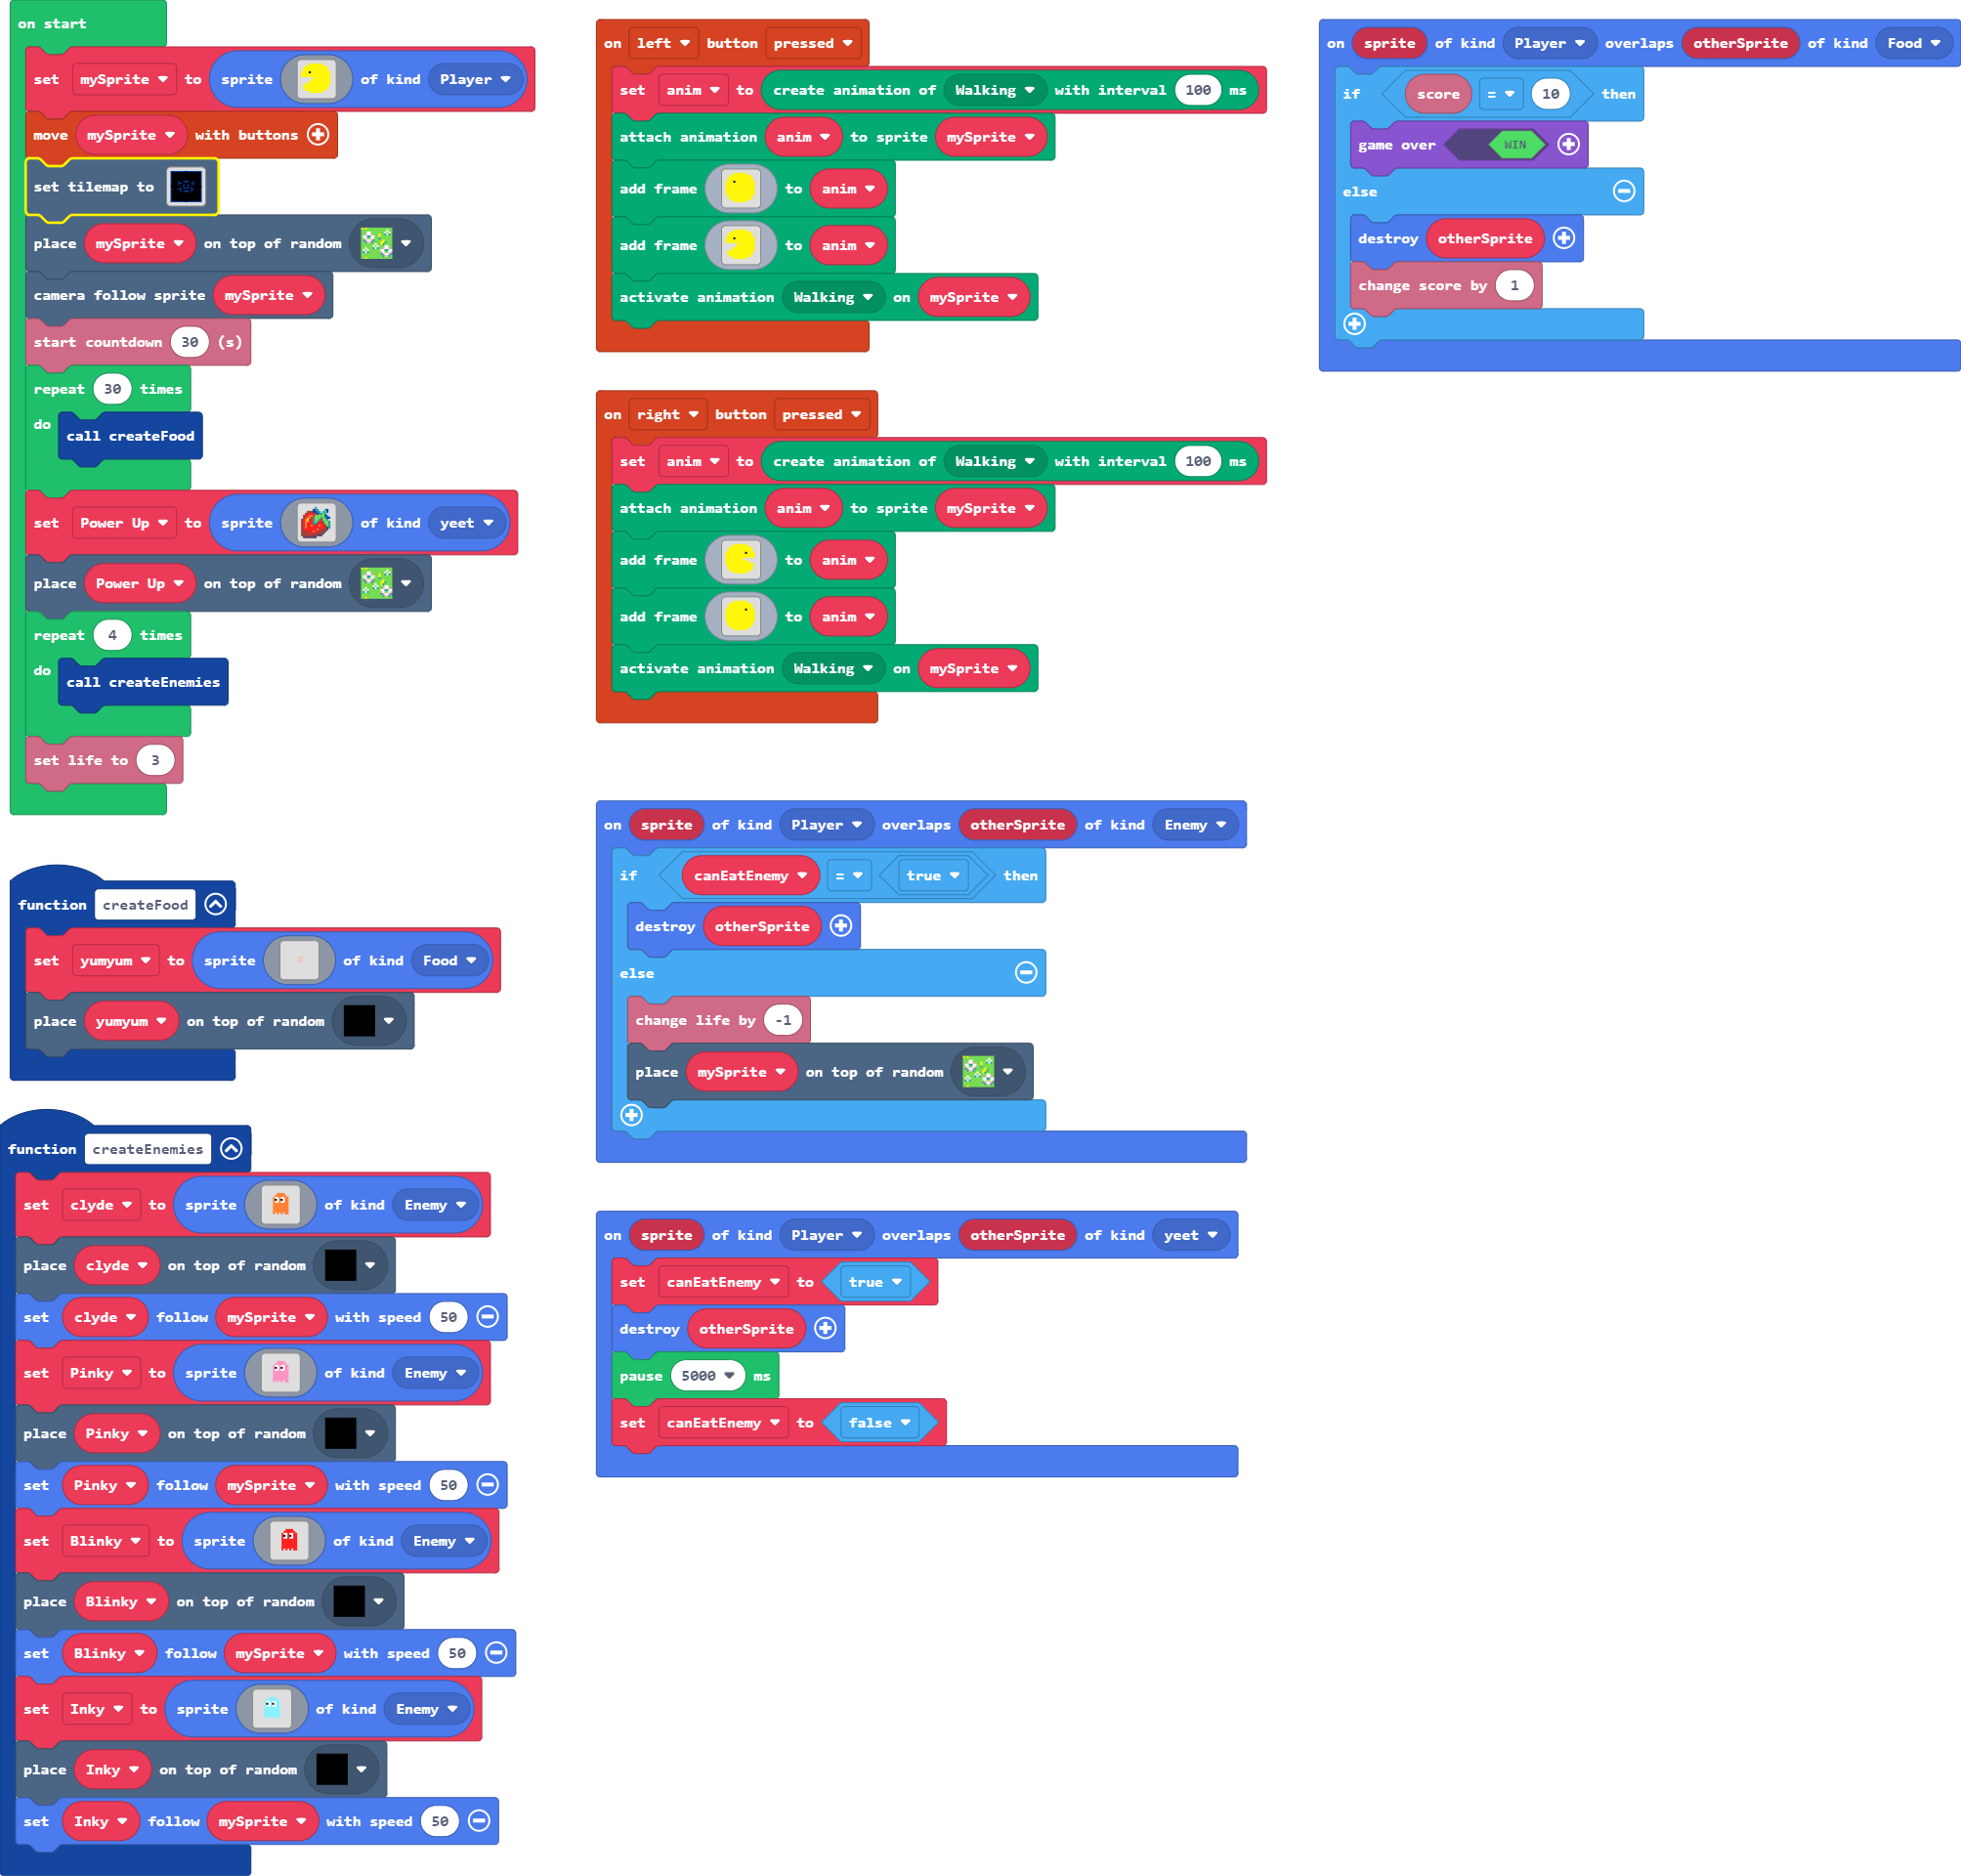 on start
set mySprite to sprite of kind Player
move mySprite with buttons
set tilemap to
place mySprite on top of random
camera follow sprite mySprite
start countdown 30 (s)
repeat 30 times
do
call createFood
set Power Up to sprite of kind yeet
place Power Up on top of random
repeat 4 times
do
call createEnemies
set life to 3
function createFood
set yumyum to sprite of kind Food
place yumyum on top of random
function createEnemies
set clyde to sprite of kind Enemy
place clyde on top of random
set clyde follow mySprite with speed 50
set Pinky to sprite of kind Enemy
place Pinky on top of random
set Pinky follow mySprite with speed 50
set Blinky to sprite of kind Enemy
place Blinky on top of random
set Blinky follow mySprite with speed 50
set Inky to sprite of kind Enemy
place Inky on top of random
set Inky follow mySprite with speed 50
on left button pressed
set anim to create animation of Walking with interval 100 ms
attach animation anim to sprite mySprite
add frame to anim
add frame to anim
activate animation Walking on mySprite
on right button pressed
set anim to create animation of Walking with interval 100 ms
attach animation anim to sprite mySprite
add frame to anim
add frame to anim
activate animation Walking on mySprite
on sprite of kind Player overlaps otherSprite of kind Enemy
if canEatEnemy = true then
destroy otherSprite
else
change life by -1
place mySprite on top of random
on sprite of kind Player overlaps otherSprite of kind yeet
set canEatEnemy to true
destroy otherSprite
pause 5000 ms
set canEatEnemy to false
on sprite of kind Player overlaps otherSprite of kind Food
if score = 10 then
game over WIN
else
destroy otherSprite
change score by 1